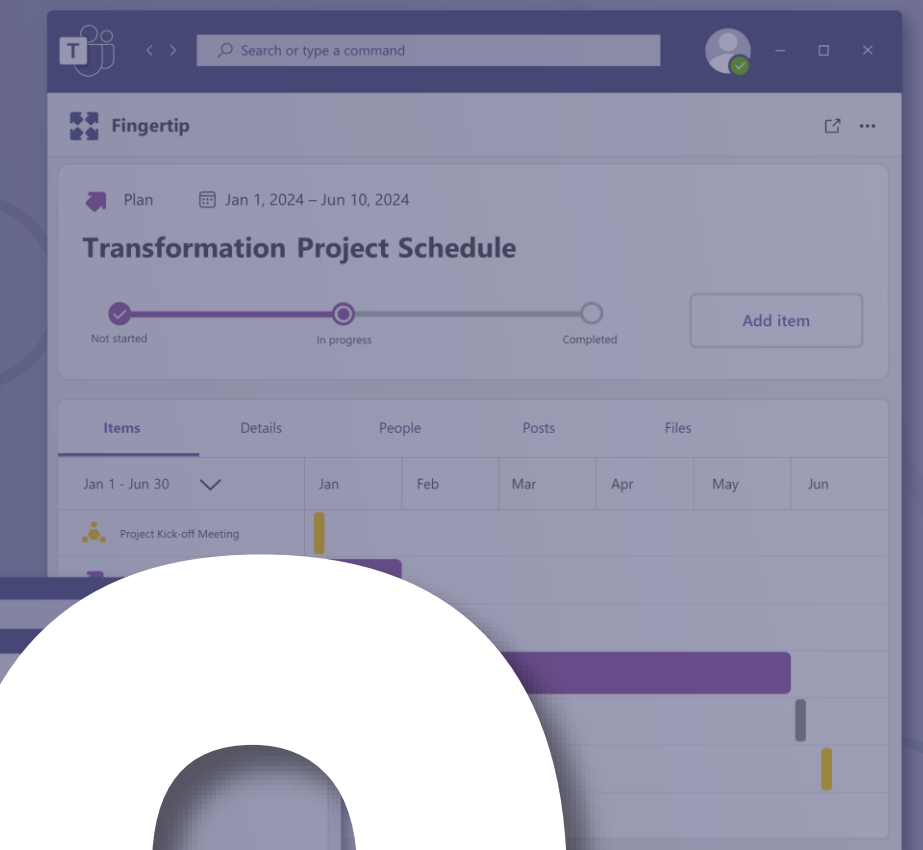 T
Search or type a command
Fingertip
Plan Jan 1, 2024 – Jun 10, 2024
Transformation Project Schedule
Not started In progress Completed
Add item
Items Details People Posts Files
Jan 1 - Jun 30 Jan Feb Mar Apr May Jun
Project Kick-off Meeting